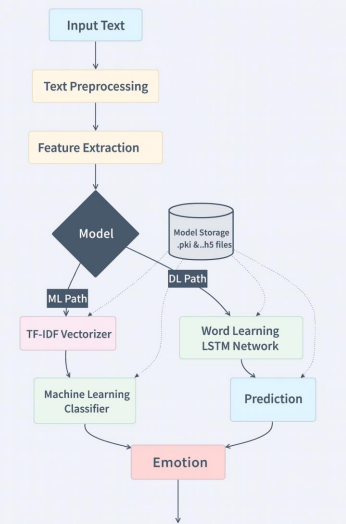 Input Text
Text Preprocessing
Feature Extraction
Model
Model Storage
.pki &..h5 files
DL Path
ML Path
TF-IDF Vectorizer
Word Learning
LSTM Network
Machine Learning
Classifier
Prediction
Emotion